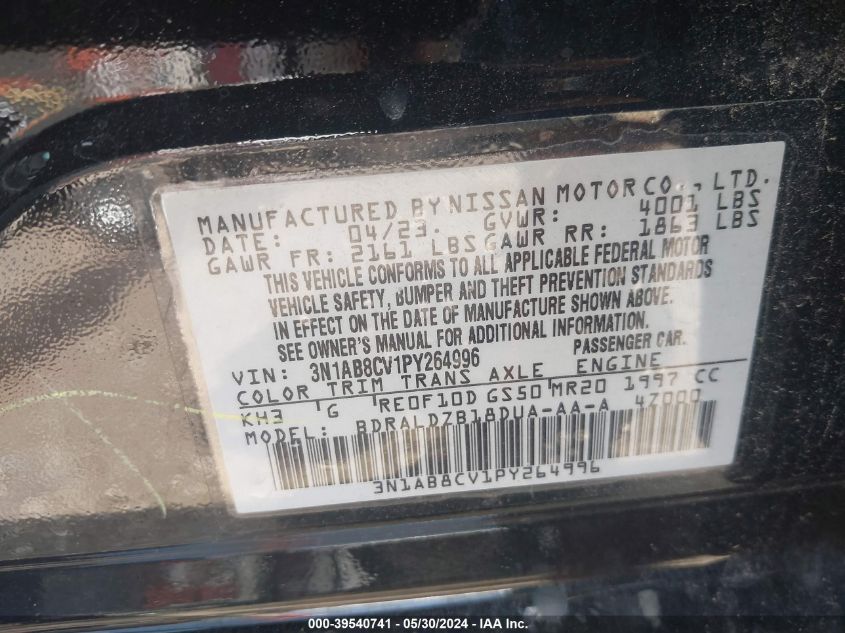 MANUFACTURED BY NISSAN MOTOR CO., LTD.
DATE: 04/23. GVWR: 4001 LBS
GAWR FR: 2161 LBS GAWR RR: 1863 LBS
THIS VEHICLE CONFORMS TO ALL APPLICABLE FEDERAL MOTOR
VEHICLE SAFETY, BUMPER AND THEFT PREVENTION STANDARDS
IN EFFECT ON THE DATE OF MANUFACTURE SHOWN ABOVE.
SEE OWNER'S MANUAL FOR ADDITIONAL INFORMATION.
VIN: 3N1AB8CV1PY264996 PASSENGER CAR.
COLOR TRIM TRANS AXLE ENGINE
KH3 G RE0F10D GS50 MR20 1997 CC
MODEL: BDRALDZB18DUA-AA-A 4Z000
3N1AB8CV1PY264996
000-39540741 - 05/30/2024 - IAA Inc.